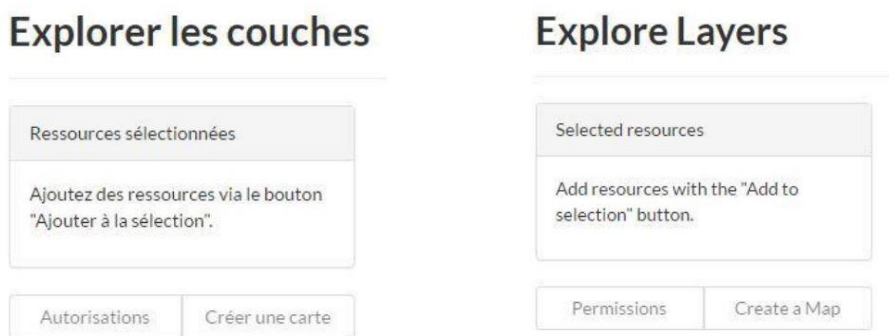 Explorer les couches
Ressources sélectionnées
Ajoutez des ressources via le bouton
"Ajouter à la sélection".
Autorisations
Créer une carte
Explore Layers
Selected resources
Add resources with the "Add to
selection" button.
Permissions
Create a Map